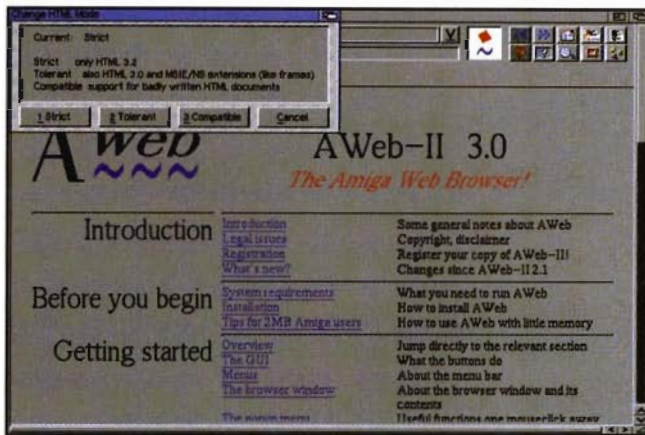 Change HTML Mode
Current: Strict
Strict only HTML 3.2
Tolerant also HTML 2.0 and MSIE/NS extensions (like frames)
Compatible support for badly written HTML documents
1 Strict 2 Tolerant 3 Compatible Cancel
AWeb
AWeb-II 3.0
The Amiga Web Browser!
Introduction
Introduction Some general notes about AWeb
Legal issues Copyright, disclaimer
Registration Register your copy of AWeb-II!
What's new? Changes since AWeb-II 2.1
Before you begin
System requirements What you need to run AWeb
Installation How to install AWeb
Tips for 2MB Amiga users How to use AWeb with little memory
Getting started
Overview Jump directly to the relevant section
The GUI What the buttons do
Menus About the menu bar
The browser window About the browser window and its
contents
The popup menu Useful functions one mouseclick away